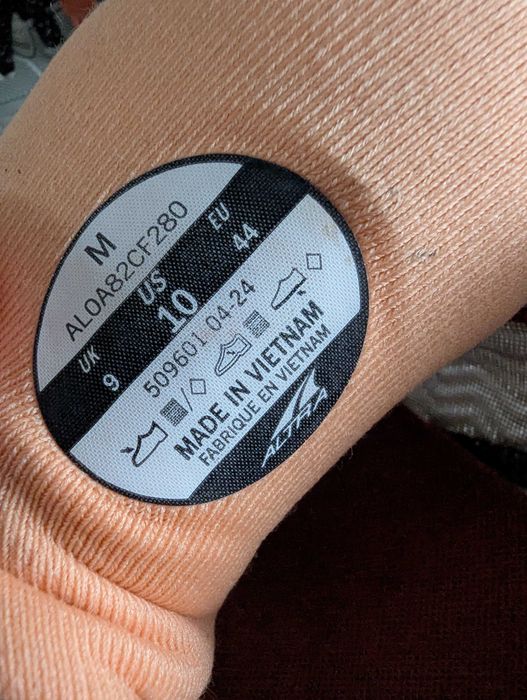 M
AL0A82CF280
UK US EU
9 10 44
509601 04-24
MADE IN VIETNAM
FABRIQUE EN VIETNAM
ALTRA